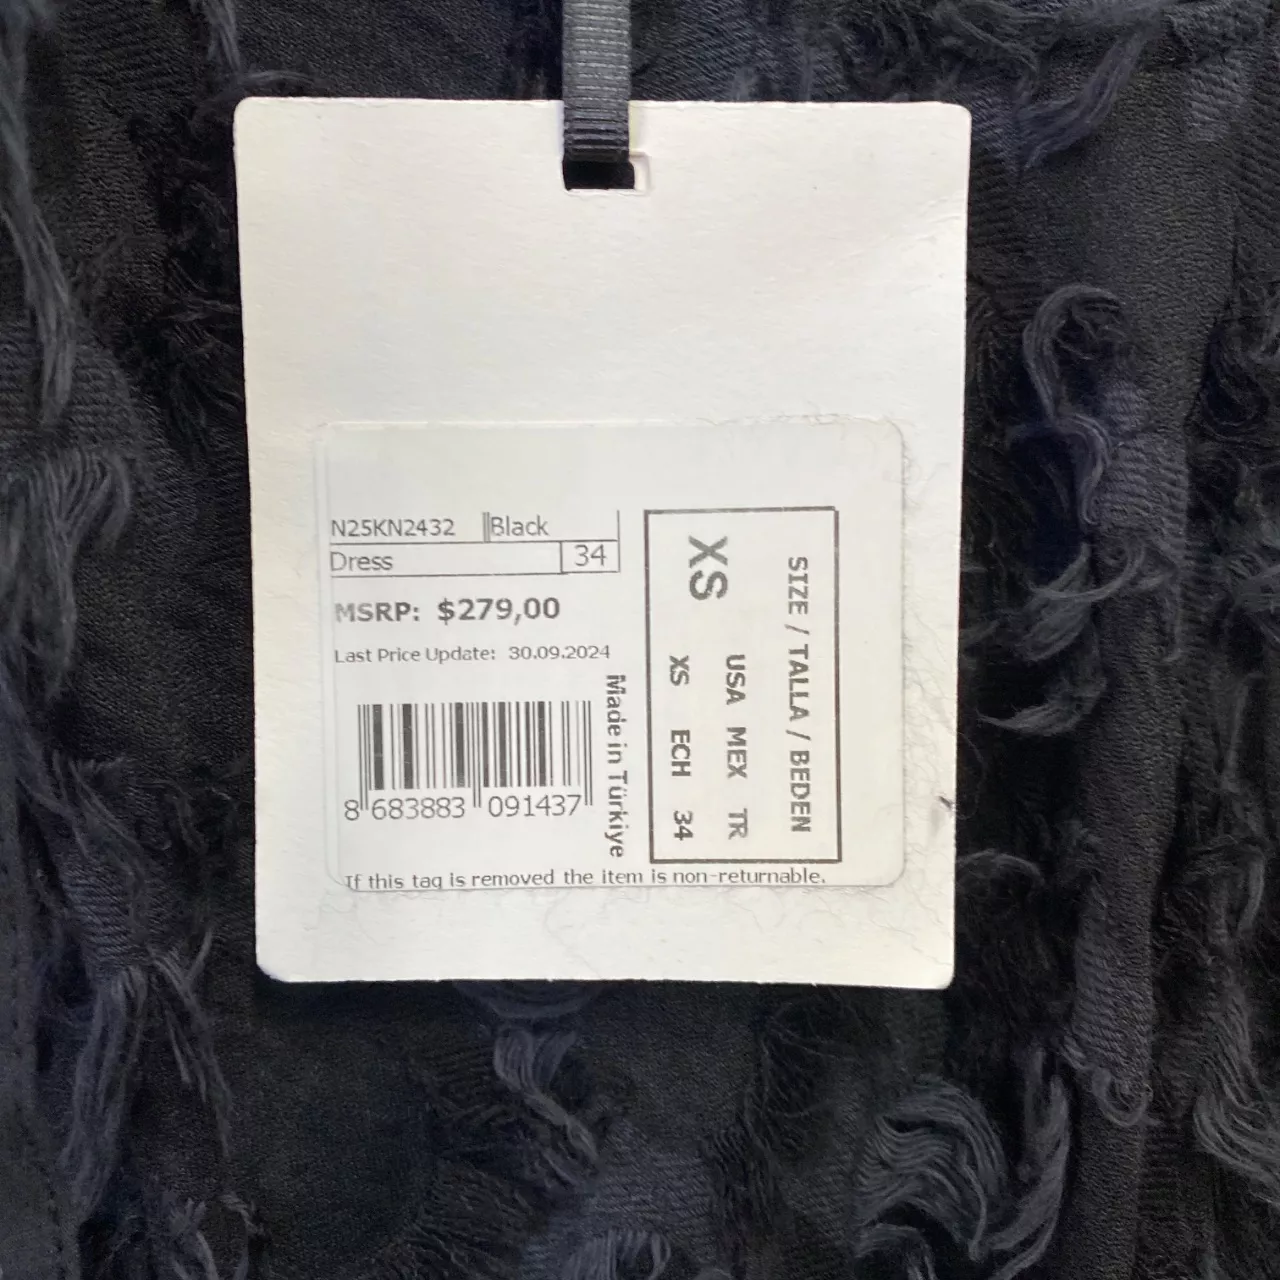 N25KN2432 Black
Dress 34
MSRP: $279,00
Last Price Update: 30.09.2024
8 683883 091437
Made in Türkiye
SIZE / TALLA / BEDEN
USA MEX TR
XS ECH 34
XS
If this tag is removed the item is non-returnable.